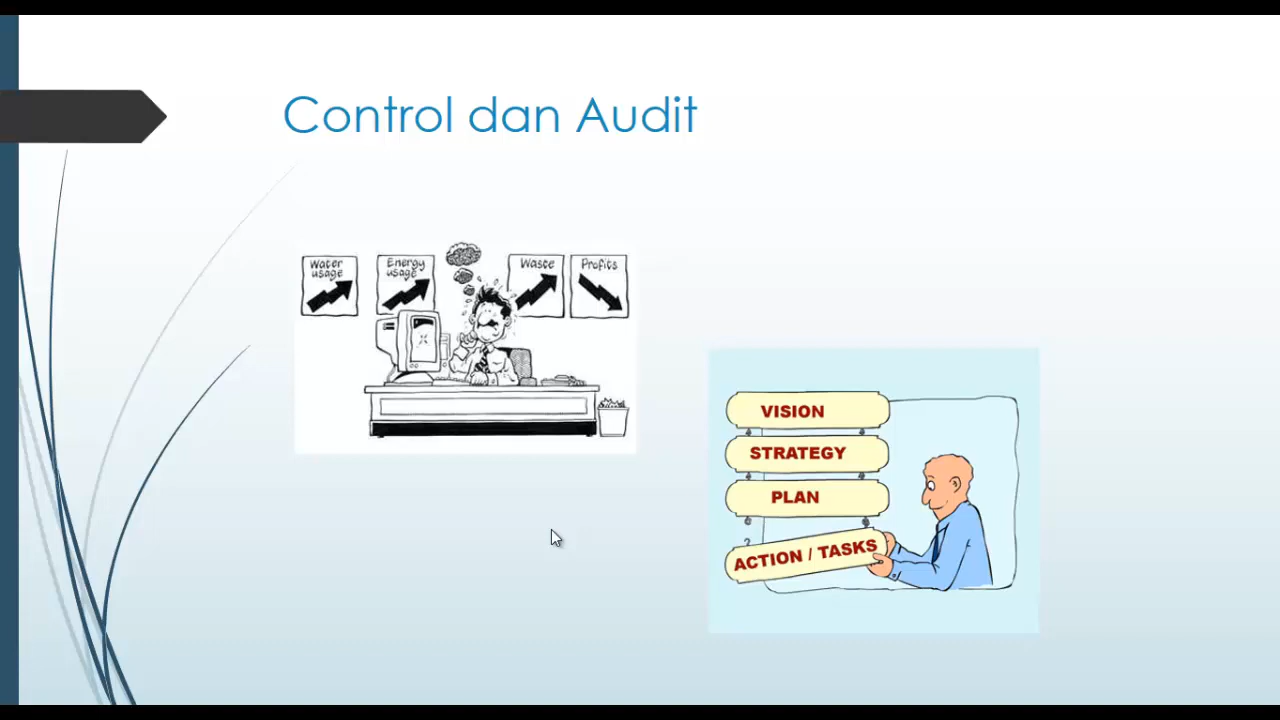 Control dan Audit
Water
usage
Energy
usage
Waste
Profits
VISION
STRATEGY
PLAN
?
ACTION / TASKS